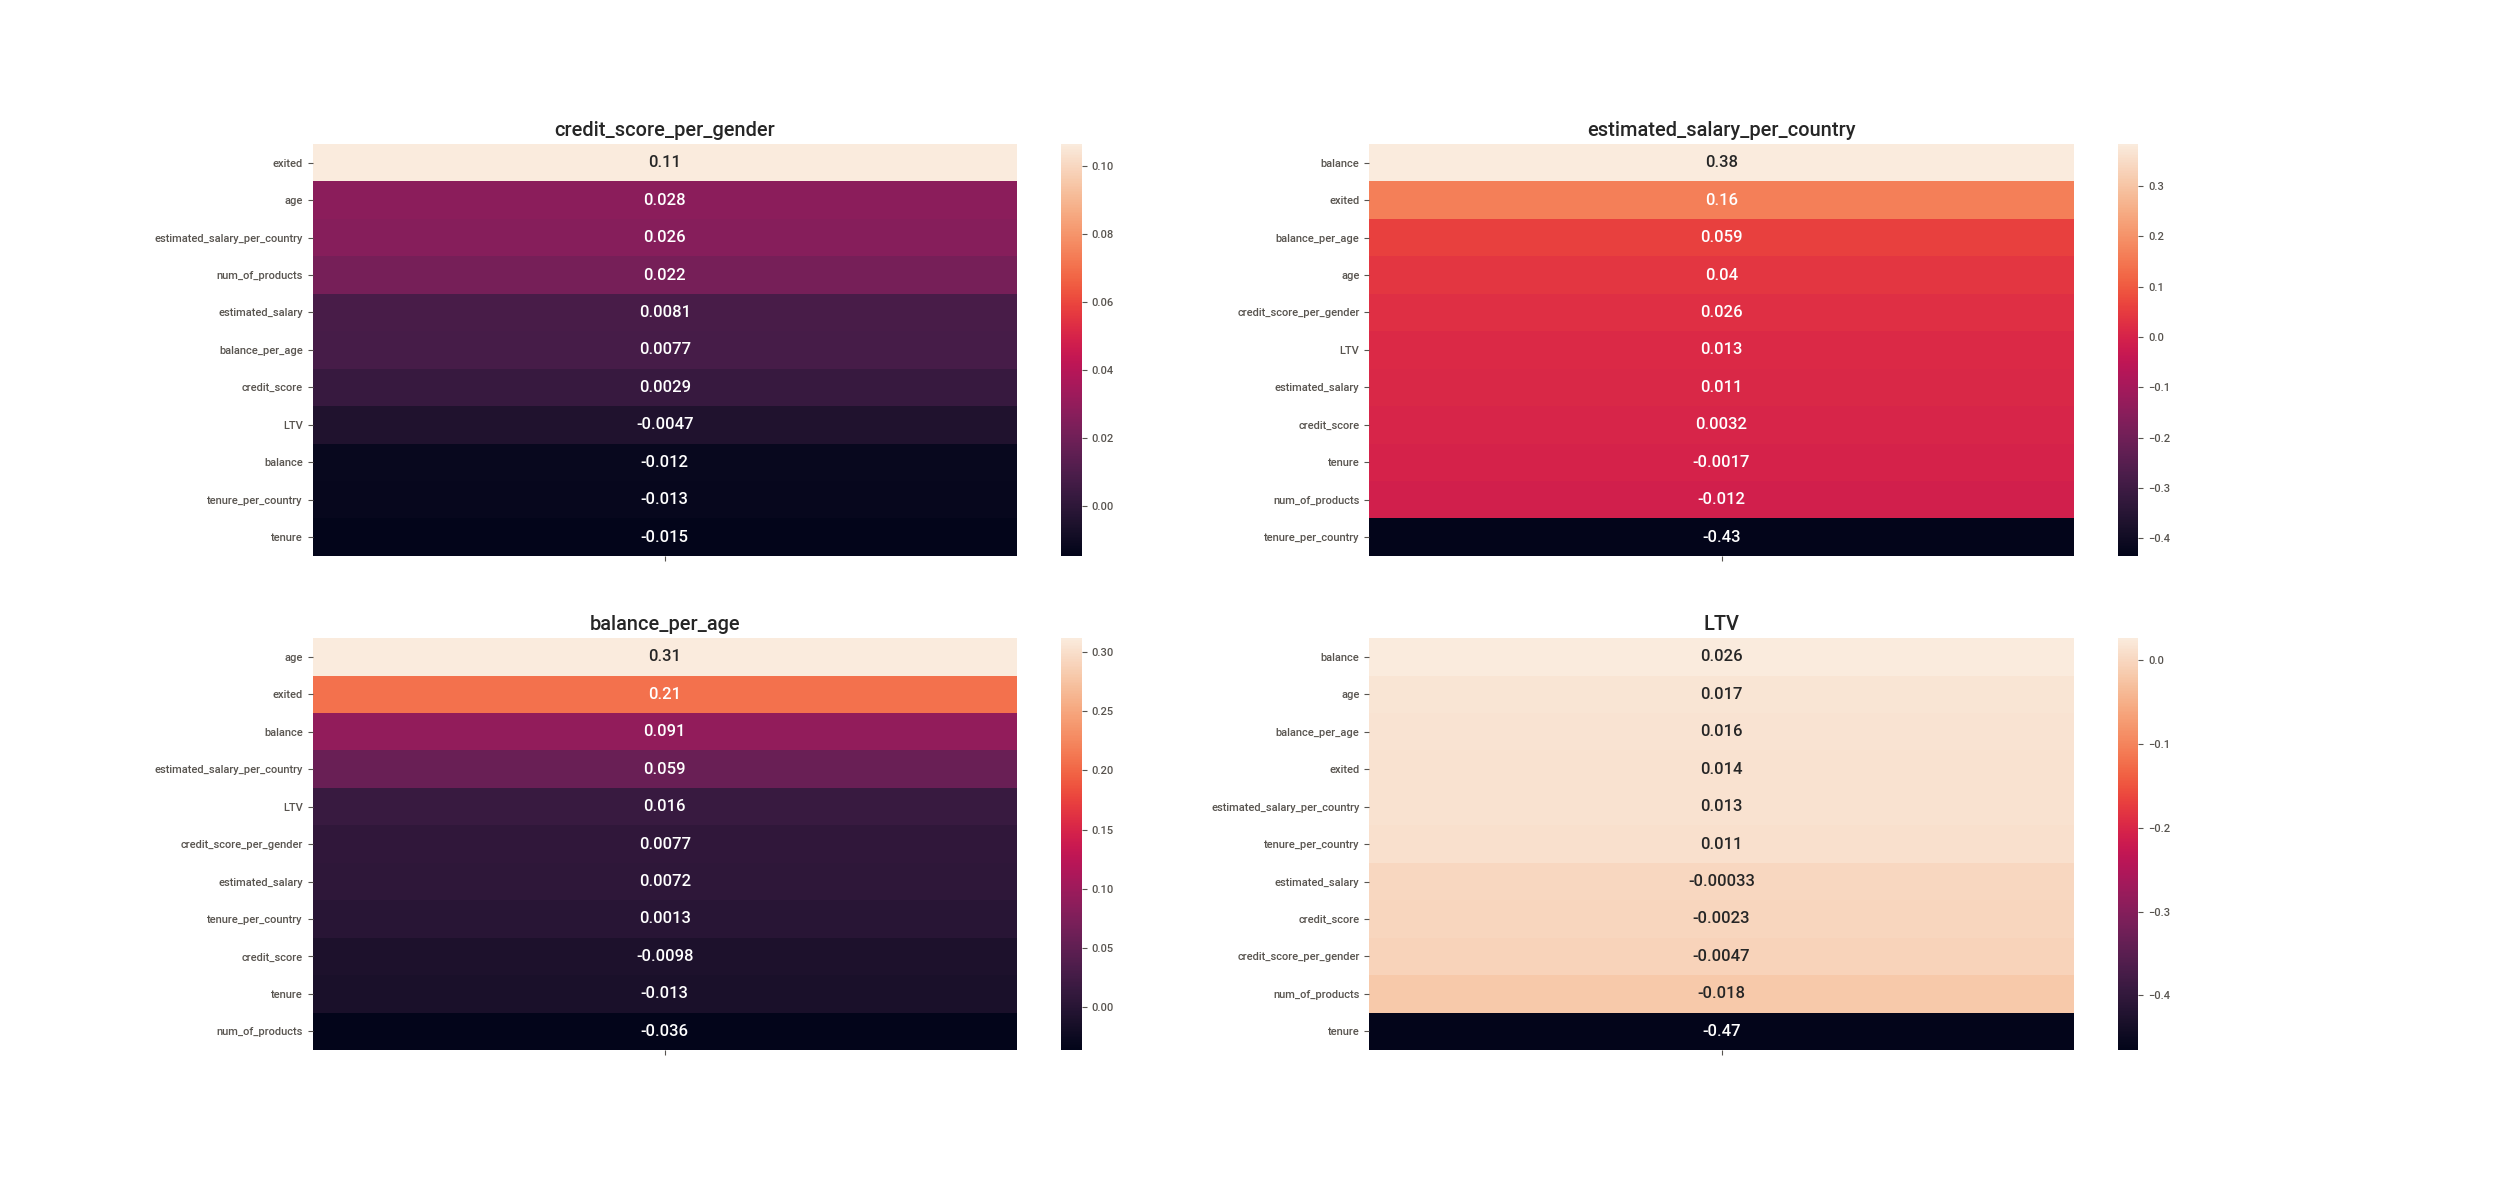 credit_score_per_gender
exited 0.11
age 0.028
estimated_salary_per_country 0.026
num_of_products 0.022
estimated_salary 0.0081
balance_per_age 0.0077
credit_score 0.0029
LTV -0.0047
balance -0.012
tenure_per_country -0.013
tenure -0.015
0.10
0.08
0.06
0.04
0.02
0.00
estimated_salary_per_country
balance 0.38
exited 0.16
balance_per_age 0.059
age 0.04
credit_score_per_gender 0.026
LTV 0.013
estimated_salary 0.011
credit_score 0.0032
tenure -0.0017
num_of_products -0.012
tenure_per_country -0.43
0.3
0.2
0.1
0.0
−0.1
−0.2
−0.3
−0.4
balance_per_age
age 0.31
exited 0.21
balance 0.091
estimated_salary_per_country 0.059
LTV 0.016
credit_score_per_gender 0.0077
estimated_salary 0.0072
tenure_per_country 0.0013
credit_score -0.0098
tenure -0.013
num_of_products -0.036
0.30
0.25
0.20
0.15
0.10
0.05
0.00
LTV
balance 0.026
age 0.017
balance_per_age 0.016
exited 0.014
estimated_salary_per_country 0.013
tenure_per_country 0.011
estimated_salary -0.00033
credit_score -0.0023
credit_score_per_gender -0.0047
num_of_products -0.018
tenure -0.47
0.0
−0.1
−0.2
−0.3
−0.4